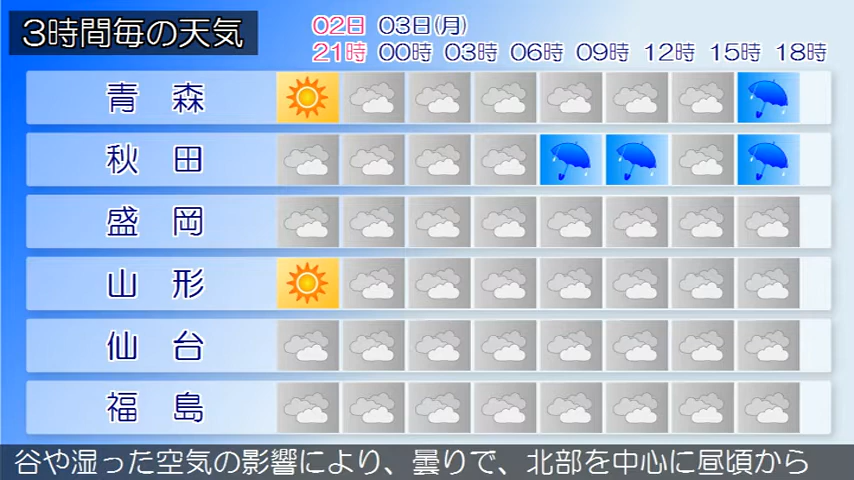 3時間毎の天気
02日 03日(月)
21時 00時 03時 06時 09時 12時 15時 18時
青森
秋田
盛岡
山形
仙台
福島
谷や湿った空気の影響により、曇りで、北部を中心に昼頃から